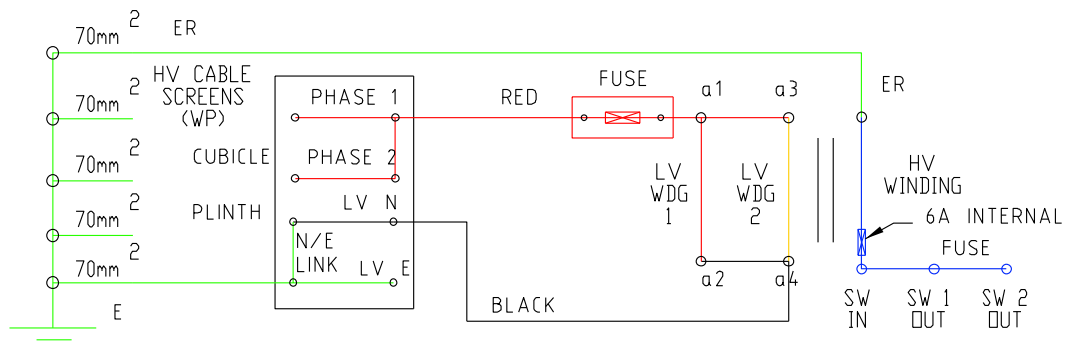 70mm 2 ER
70mm 2
HV CABLE
SCREENS
(WP)
70mm 2
70mm 2
70mm 2
E
CUBICLE
PLINTH
PHASE 1
PHASE 2
LV N
N/E
LINK
LV E
RED
FUSE
BLACK
a1
a3
LV
WDG
1
LV
WDG
2
a2
a4
ER
HV
WINDING
6A INTERNAL
FUSE
SW
IN
SW 1
OUT
SW 2
OUT